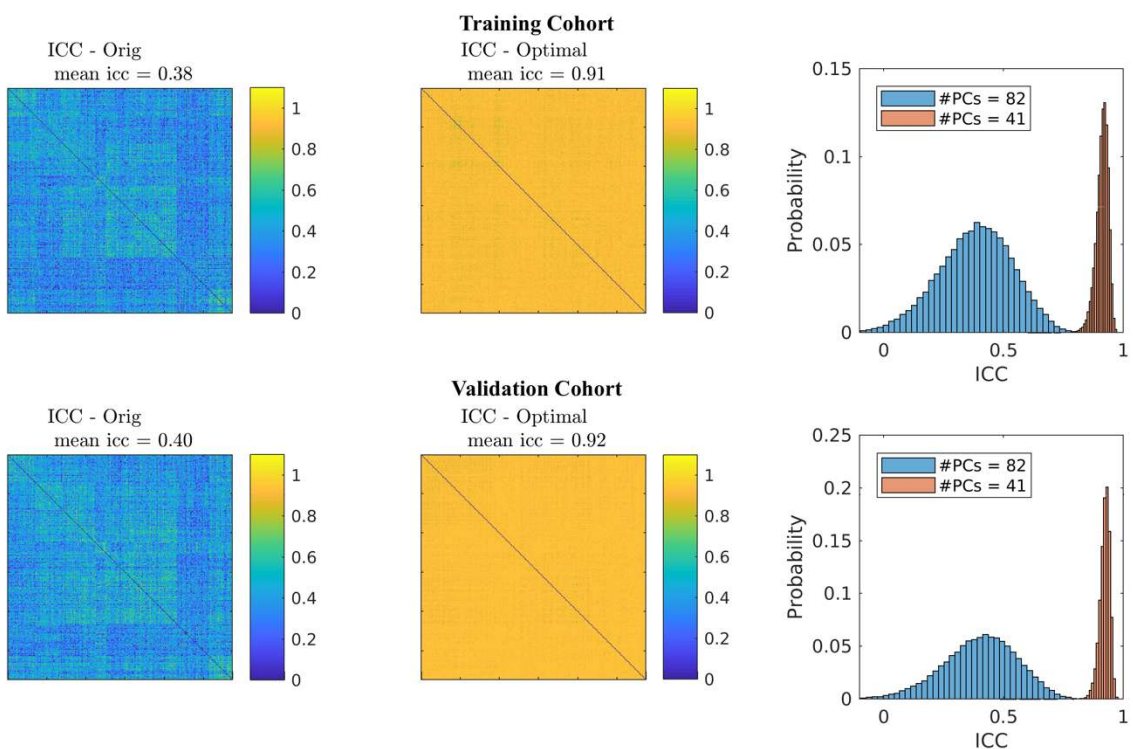 Training Cohort
ICC - Orig
mean icc = 0.38
1
0.8
0.6
0.4
0.2
0
ICC - Optimal
mean icc = 0.91
1
0.8
0.6
0.4
0.2
0
0.15
0.1
0.05
0
Probability
#PCs = 82
#PCs = 41
0 0.5 1
ICC
Validation Cohort
ICC - Orig
mean icc = 0.40
1
0.8
0.6
0.4
0.2
0
ICC - Optimal
mean icc = 0.92
1
0.8
0.6
0.4
0.2
0
0.25
0.2
0.15
0.1
0.05
0
Probability
#PCs = 82
#PCs = 41
0 0.5 1
ICC